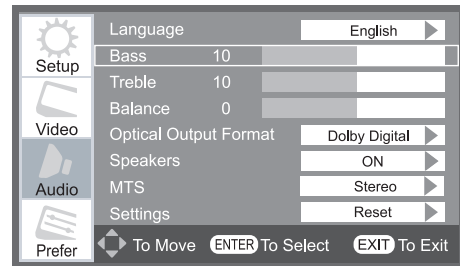 Setup
Video
Audio
Prefer
Language English
Bass 10
Treble 10
Balance 0
Optical Output Format Dolby Digital
Speakers ON
MTS Stereo
Settings Reset
To Move ENTER To Select EXIT To Exit